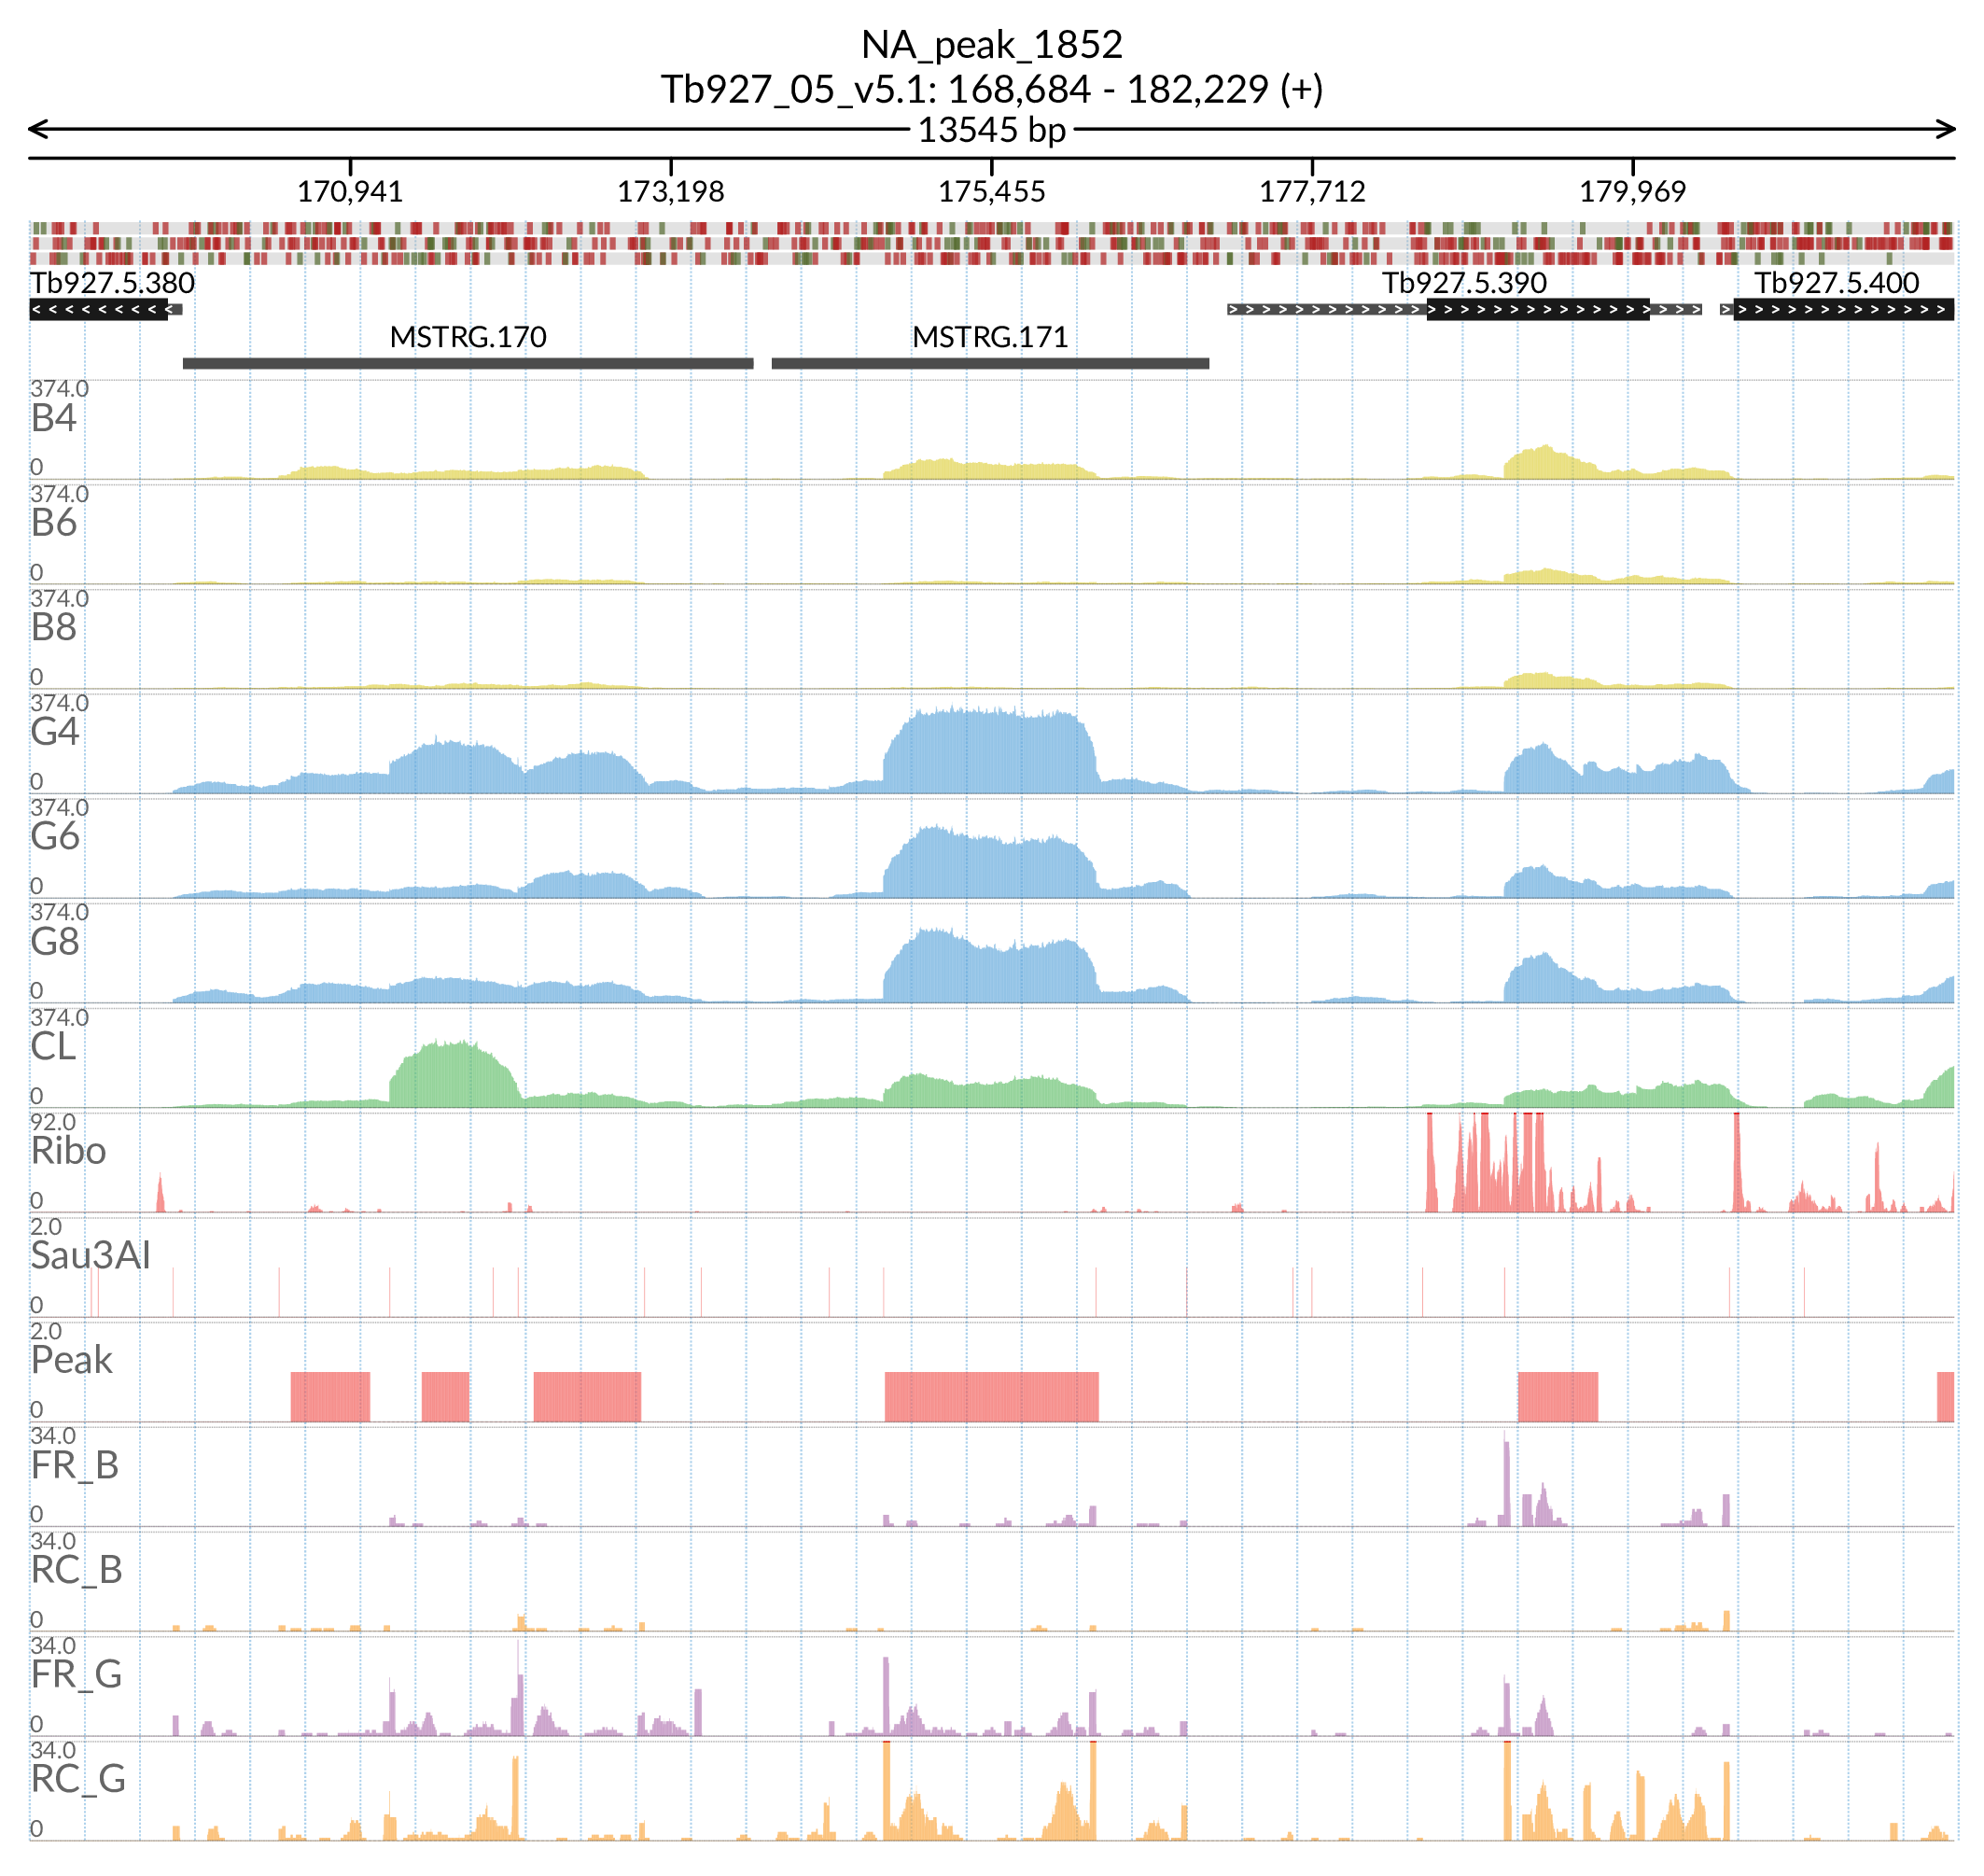 NA_peak_1852
Tb927_05_v5.1: 168,684 - 182,229 (+)
13545 bp
170,941 173,198 175,455 177,712 179,969
Tb927.5.380 Tb927.5.390 Tb927.5.400
MSTRG.170 MSTRG.171
374.0
B4
0
374.0
B6
0
374.0
B8
0
374.0
G4
0
374.0
G6
0
374.0
G8
0
374.0
CL
0
92.0
Ribo
0
2.0
Sau3AI
0
2.0
Peak
0
34.0
FR_B
0
34.0
RC_B
0
34.0
FR_G
0
34.0
RC_G
0